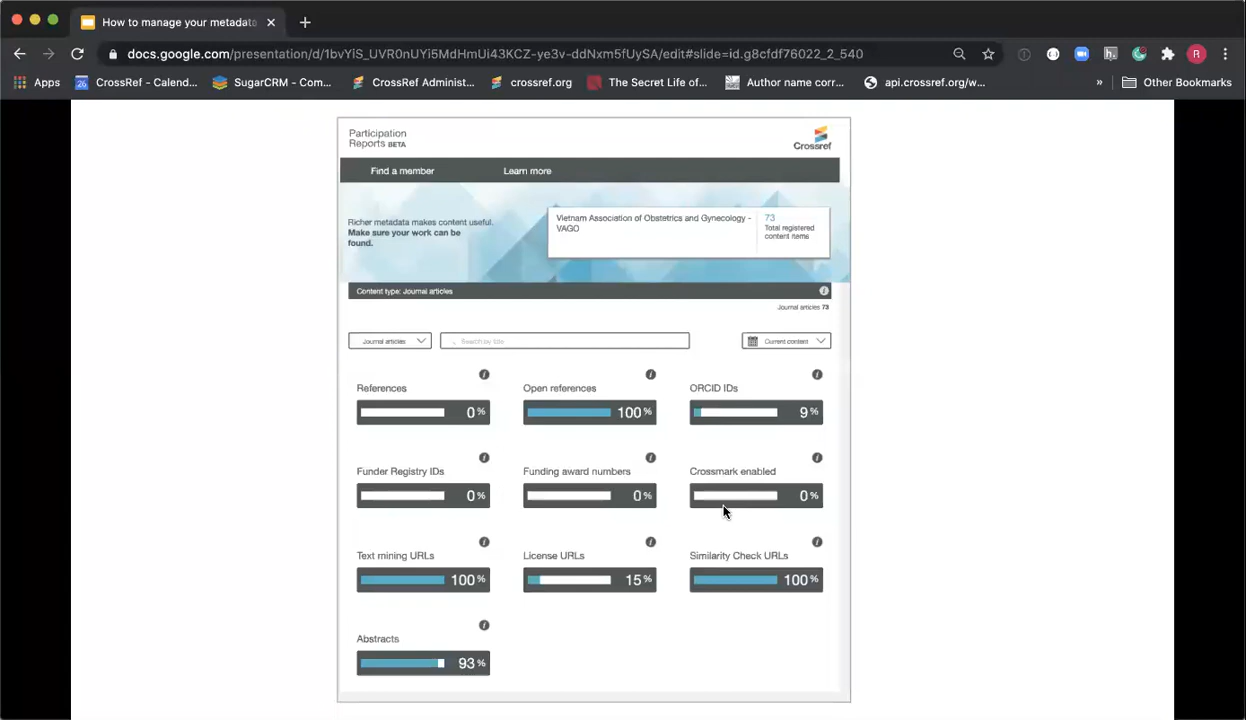 How to manage your metadata
docs.google.com/presentation/d/1bvYiS_UVR0nUYi5MdHmUi43KCZ-ye3v-ddNxm5fUySA/edit#slide=id.g8cfdf76022_2_540
R
Apps
26
CrossRef - Calend...
SugarCRM - Com...
CrossRef Administ...
crossref.org
The Secret Life of...
Author name corr...
api.crossref.org/w...
»
Other Bookmarks
Participation
Reports BETA
Crossref
Find a member
Learn more
Richer metadata makes content useful.
Make sure your work can be
found.
Vietnam Association of Obstetrics and Gynecology -
VAGO
73
Total registered
content items
Content type: Journal articles
Journal articles 73
Journal articles
Search by title
Current content
References
0 %
Open references
100 %
ORCID IDs
9 %
Funder Registry IDs
0 %
Funding award numbers
0 %
Crossmark enabled
0 %
Text mining URLs
100 %
License URLs
15 %
Similarity Check URLs
100 %
Abstracts
93 %